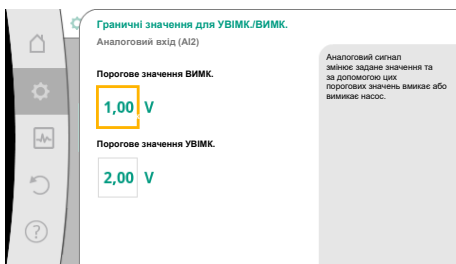 Граничні значення для УВІМК./ВИМК.
Аналоговий вхід (AI2)
Порогове значення ВИМК.
1,00 V
Порогове значення УВІМК.
2,00 V
Аналоговий сигнал
змінює задане значення та
за допомогою цих
порогових значень вмикає або
вимикає насос.
?